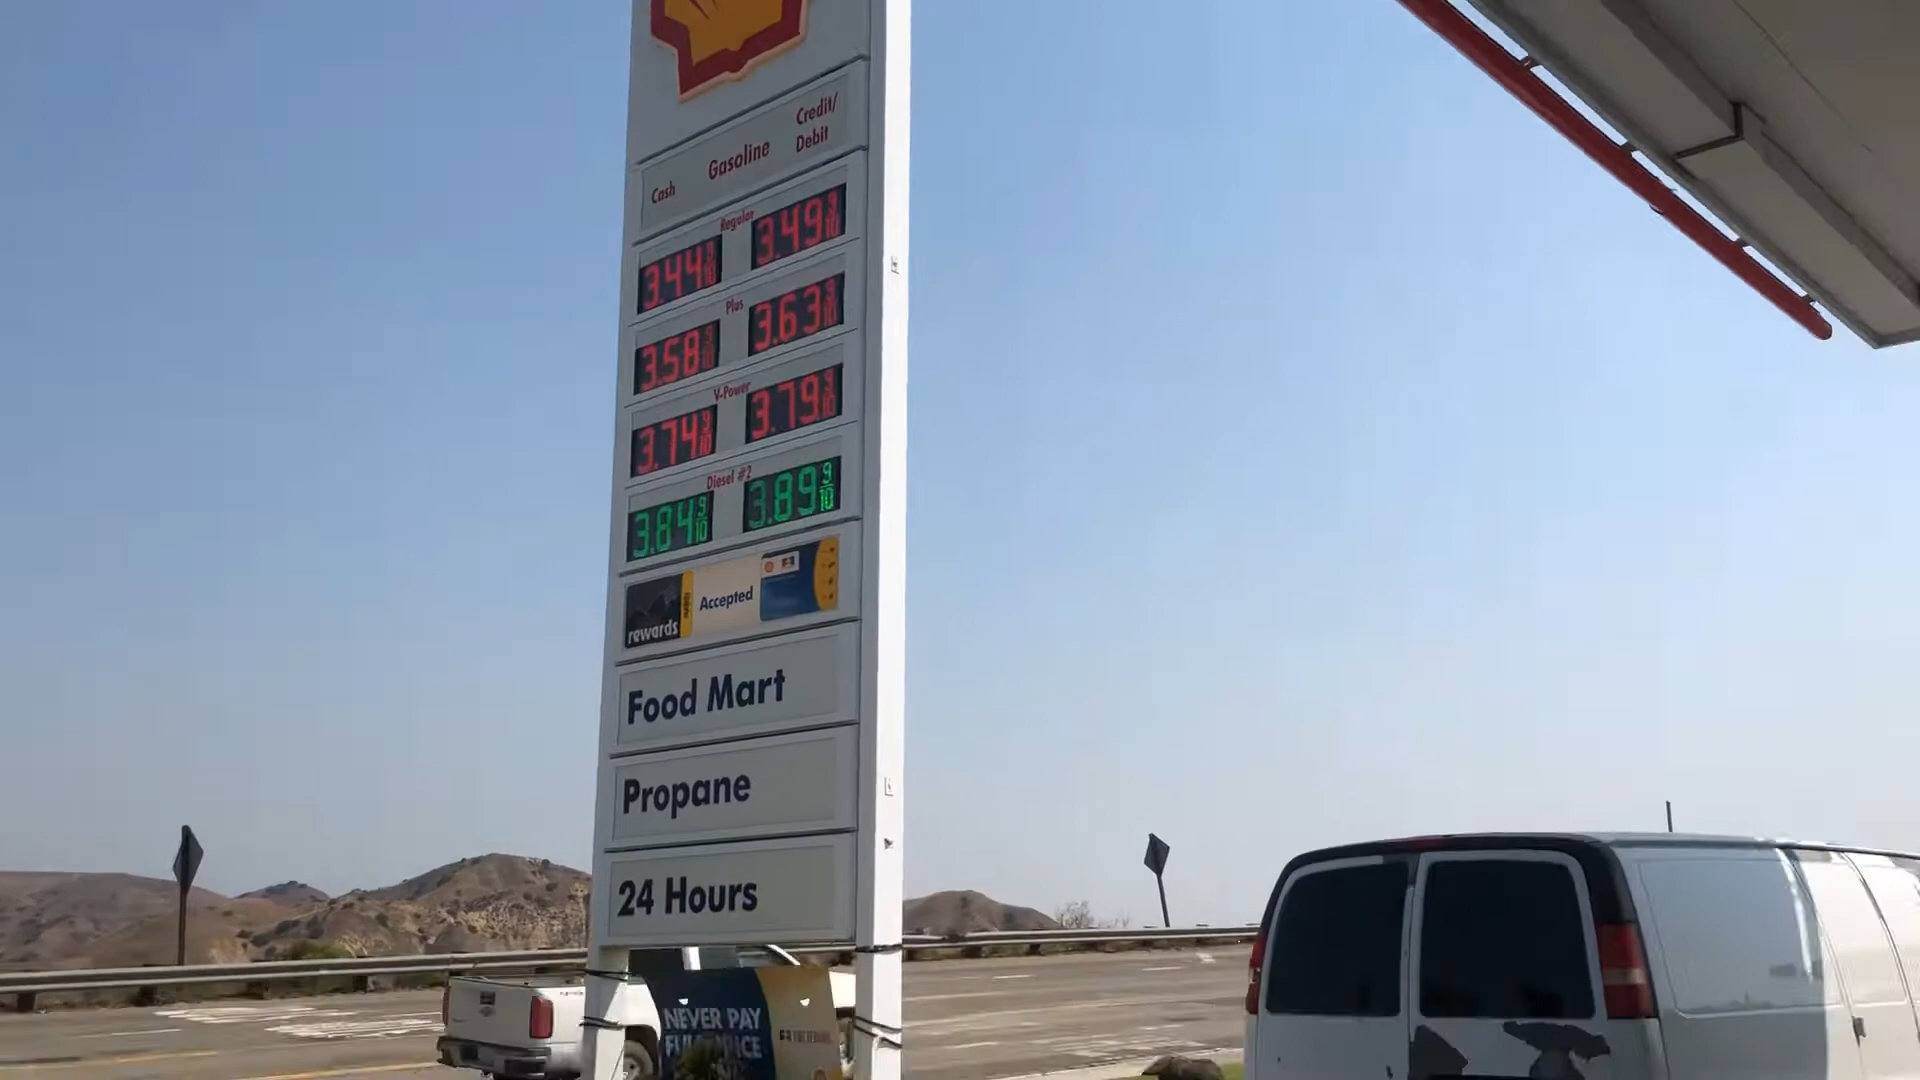 Credit/
Debit
Gasoline
Cash
Regular
3.44 9/10 3.49 9/10
Plus
3.58 9/10 3.63 9/10
V-Power
3.74 9/10 3.79 9/10
Diesel #2
3.84 9/10 3.89 9/10
rewards Accepted
Food Mart
Propane
24 Hours
NEVER PAY
FULL PRICE